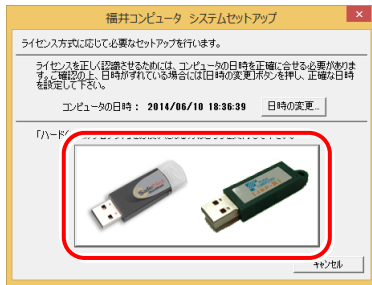 福井コンピュータ システムセットアップ
ライセンス方式に応じて必要なセットアップを行います。
ライセンスを正しく認識させるためには、コンピュータの日時を正確に合せる必要がありま
す。ご確認の上、日時がずれている場合には[日時の変更]ボタンを押し、正確な日時
を設定して下さい。
コンピュータの日時： 2014/06/10 18:36:39 日時の変更..
「ハード
キャンセル